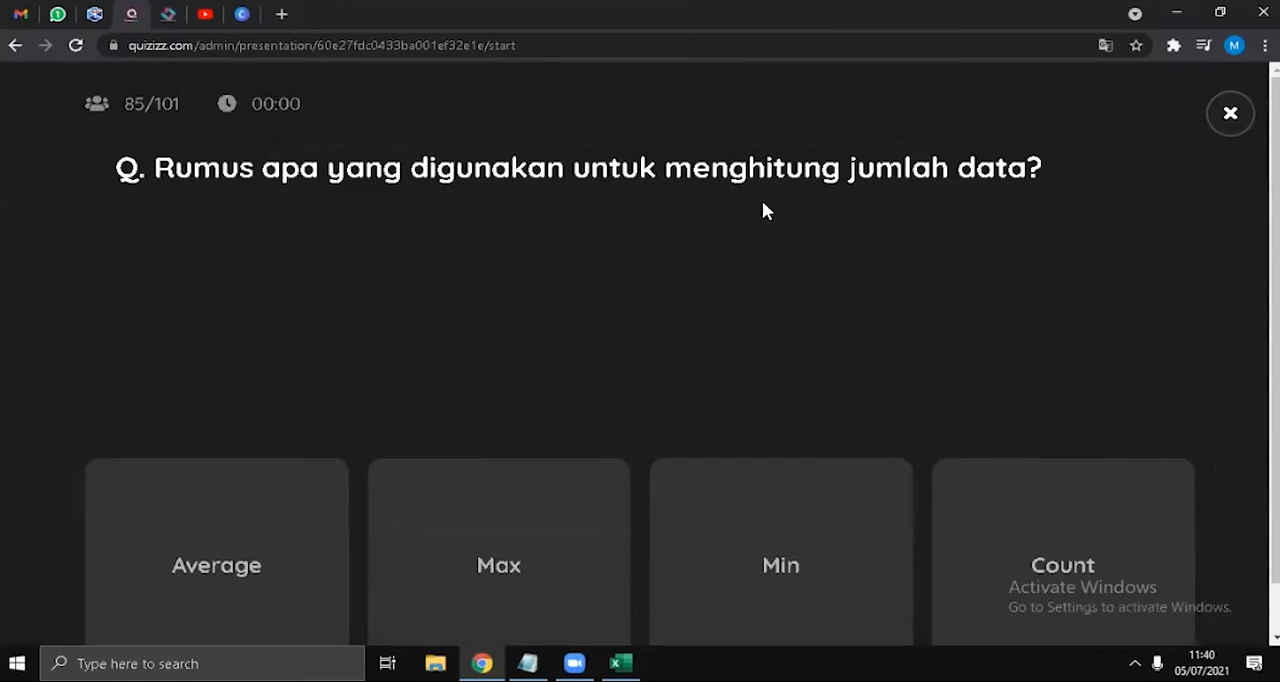 quizizz.com/admin/presentation/60e27fdc0433ba001ef32e1e/start
M
85/101
00:00
Q. Rumus apa yang digunakan untuk menghitung jumlah data?
Average
Max
Min
Count
Activate Windows
Go to Settings to activate Windows.
Type here to search
11:40
05/07/2021